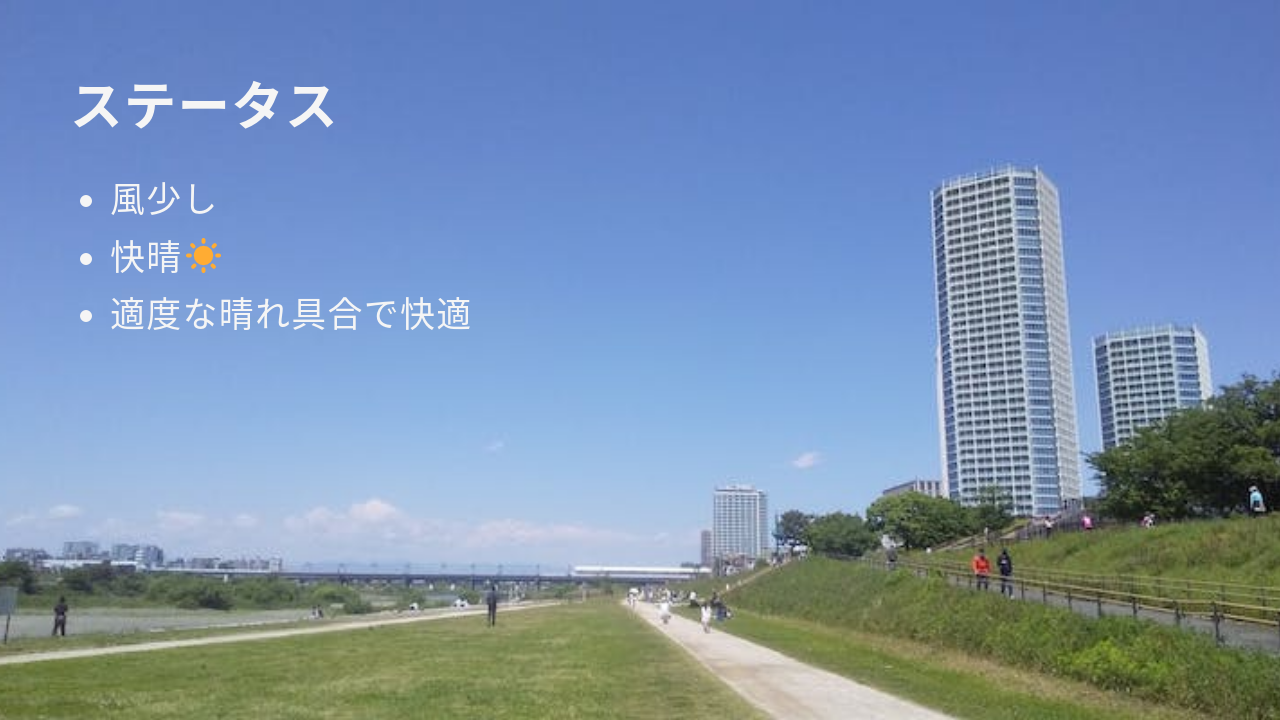 ステータス
• 風少し
• 快晴☀
• 適度な晴れ具合で快適